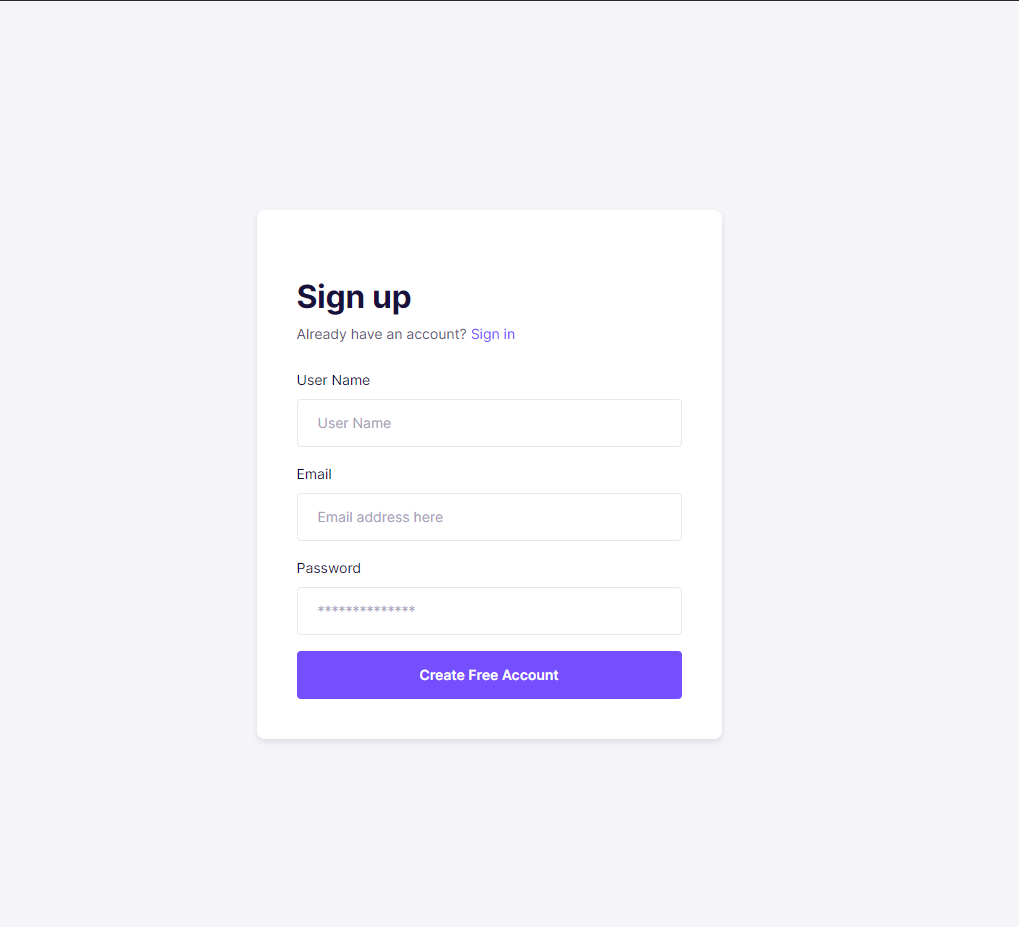 Sign up
Already have an account? Sign in
User Name
User Name
Email
Email address here
Password
**************
Create Free Account